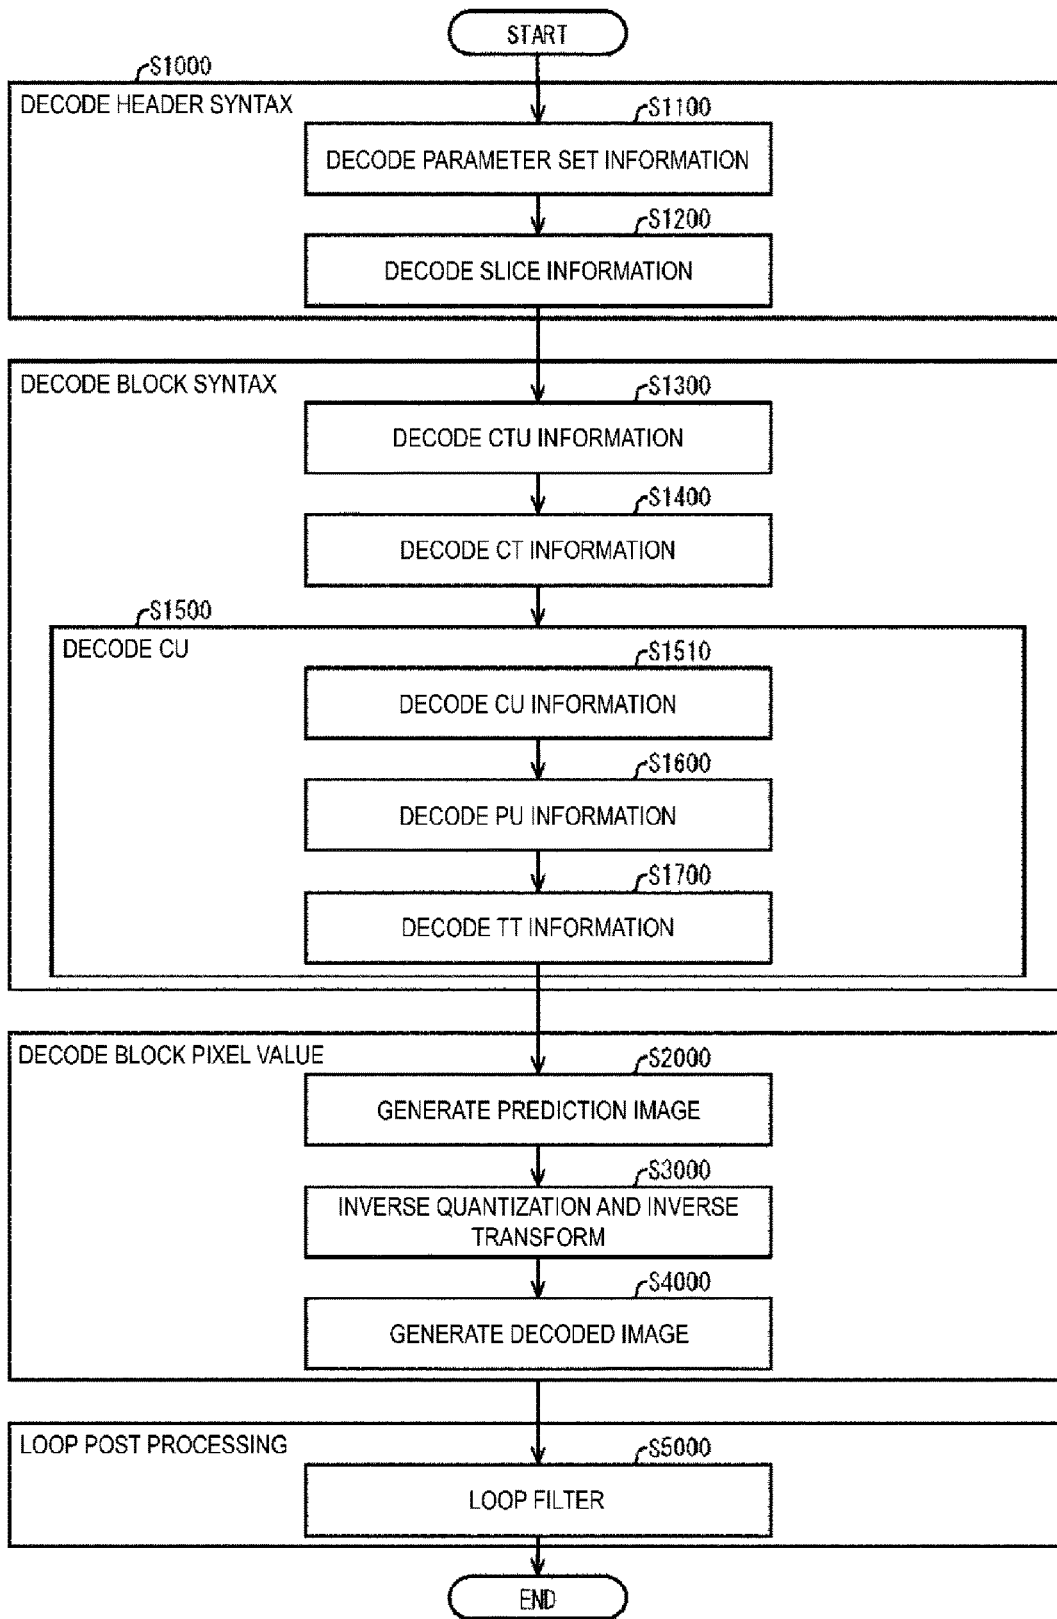 START
S1000
DECODE HEADER SYNTAX
S1100
DECODE PARAMETER SET INFORMATION
S1200
DECODE SLICE INFORMATION
DECODE BLOCK SYNTAX
S1300
DECODE CTU INFORMATION
S1400
DECODE CT INFORMATION
S1500
DECODE CU
S1510
DECODE CU INFORMATION
S1600
DECODE PU INFORMATION
S1700
DECODE TT INFORMATION
DECODE BLOCK PIXEL VALUE
S2000
GENERATE PREDICTION IMAGE
S3000
INVERSE QUANTIZATION AND INVERSE
TRANSFORM
S4000
GENERATE DECODED IMAGE
LOOP POST PROCESSING
S5000
LOOP FILTER
END